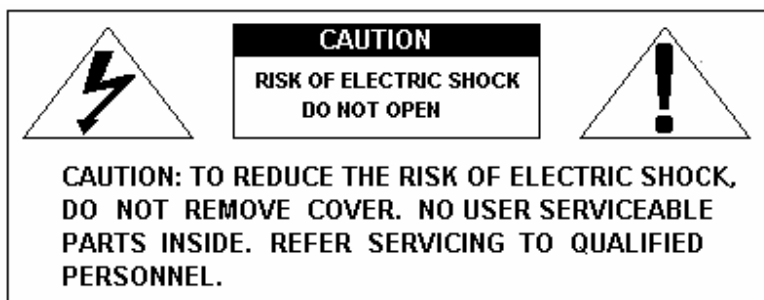 CAUTION
RISK OF ELECTRIC SHOCK
DO NOT OPEN
CAUTION: TO REDUCE THE RISK OF ELECTRIC SHOCK,
DO NOT REMOVE COVER. NO USER SERVICEABLE
PARTS INSIDE. REFER SERVICING TO QUALIFIED
PERSONNEL.